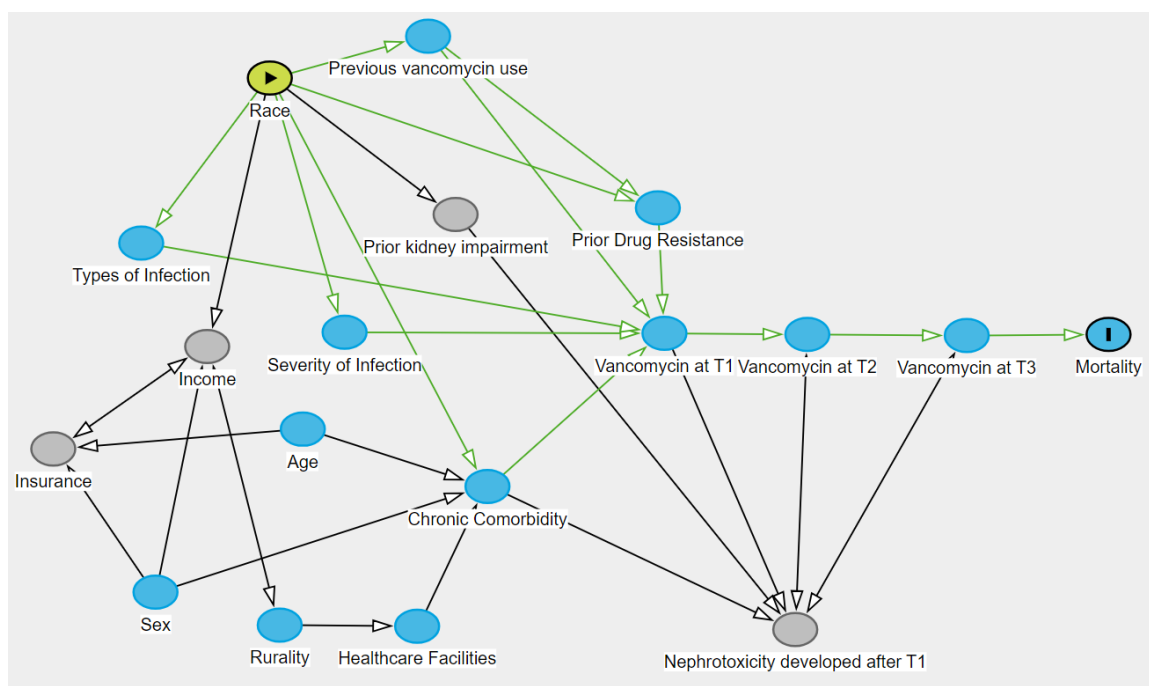 Previous vancomycin use
Race
Prior kidney impairment
Prior Drug Resistance
Types of Infection
Severity of Infection
Vancomycin at T1
Vancomycin at T2
Vancomycin at T3
Mortality
Income
Age
Insurance
Chronic Comorbidity
Sex
Rurality
Healthcare Facilities
Nephrotoxicity developed after T1